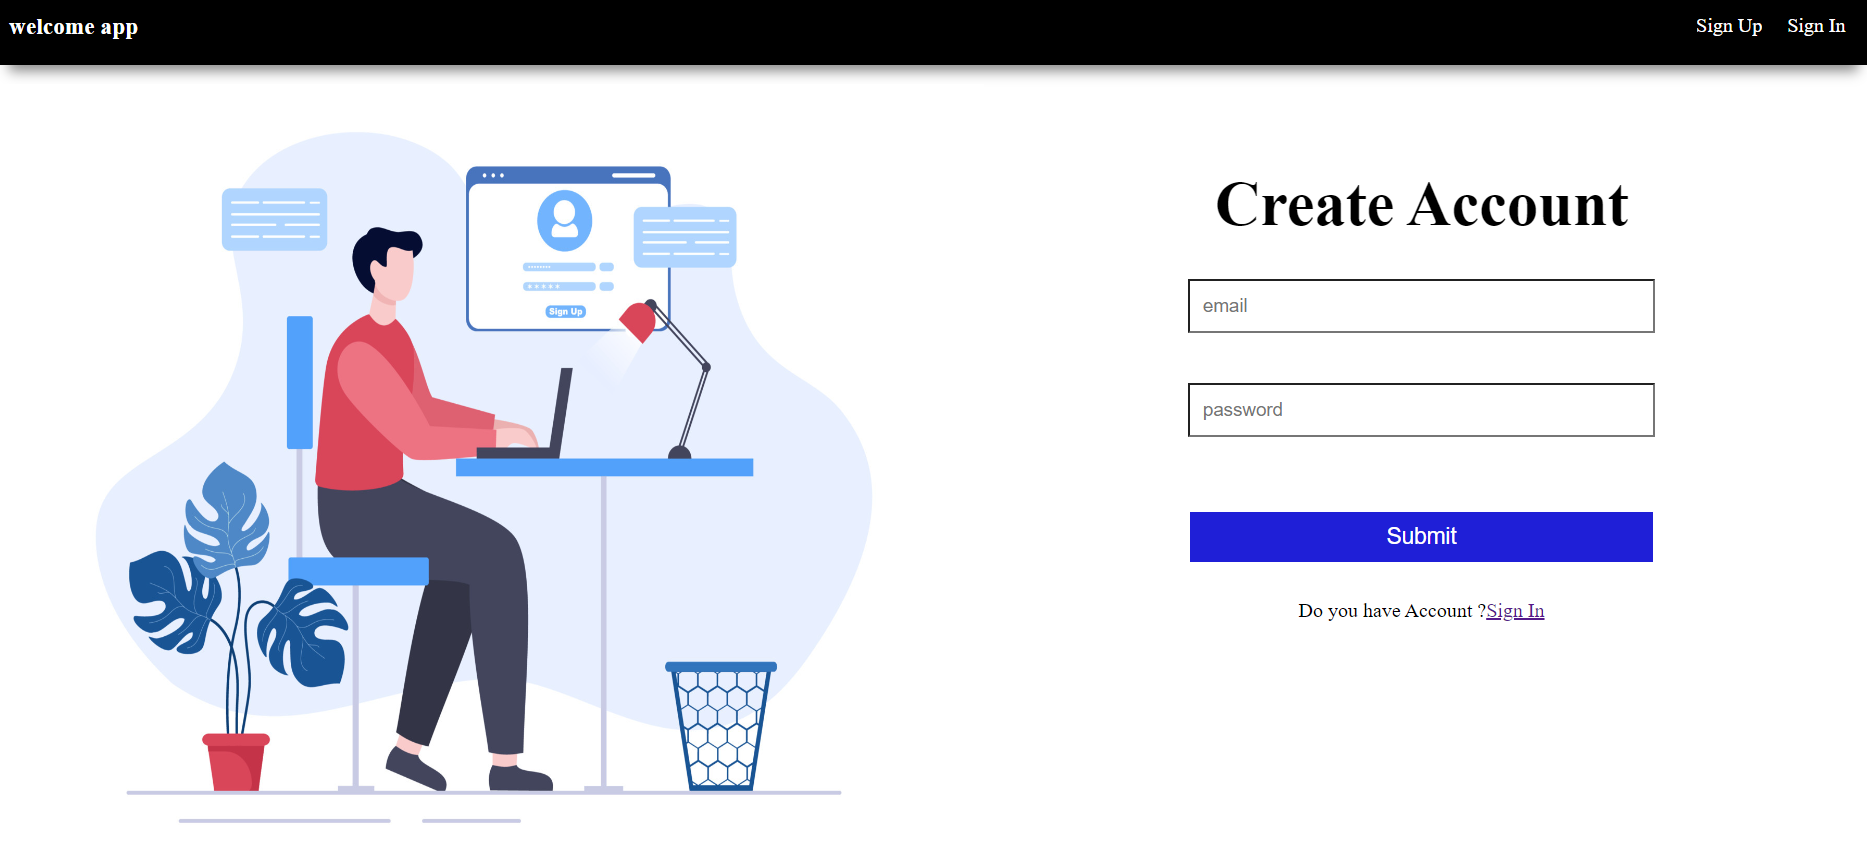 welcome app
Sign Up
Sign In
Sign Up
Create Account
email
password
Submit
Do you have Account ?Sign In